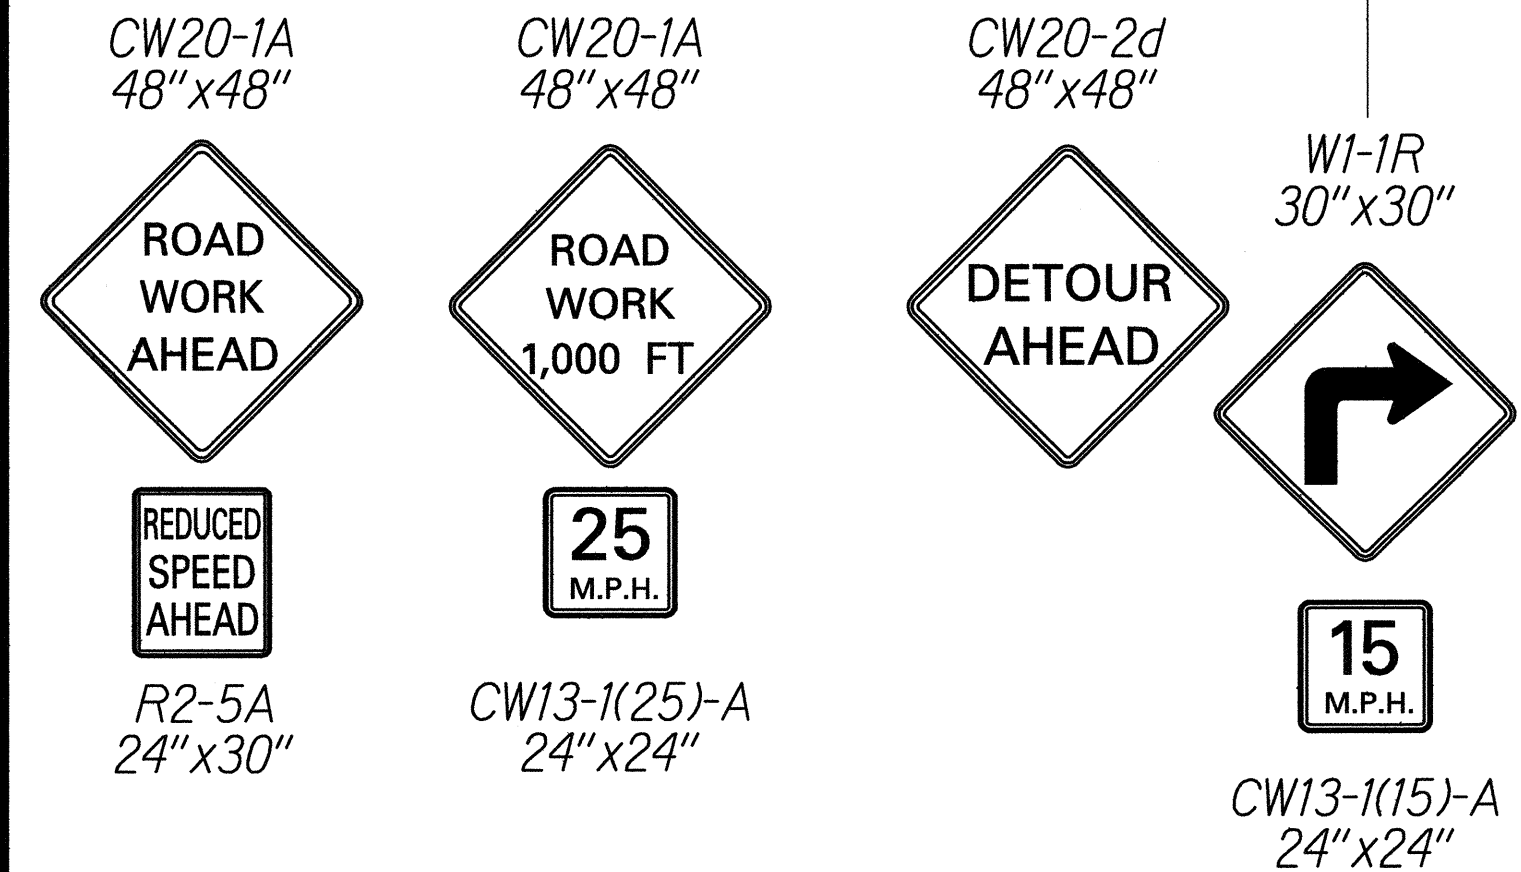 CW20-1A
48"x48"
ROAD
WORK
AHEAD
REDUCED
SPEED
AHEAD
R2-5A
24"x30"
CW20-1A
48"x48"
ROAD
WORK
1,000 FT
25
M.P.H.
CW13-1(25)-A
24"x24"
CW20-2d
48"x48"
DETOUR
AHEAD
W1-1R
30"x30"
15
M.P.H.
CW13-1(15)-A
24"x24"